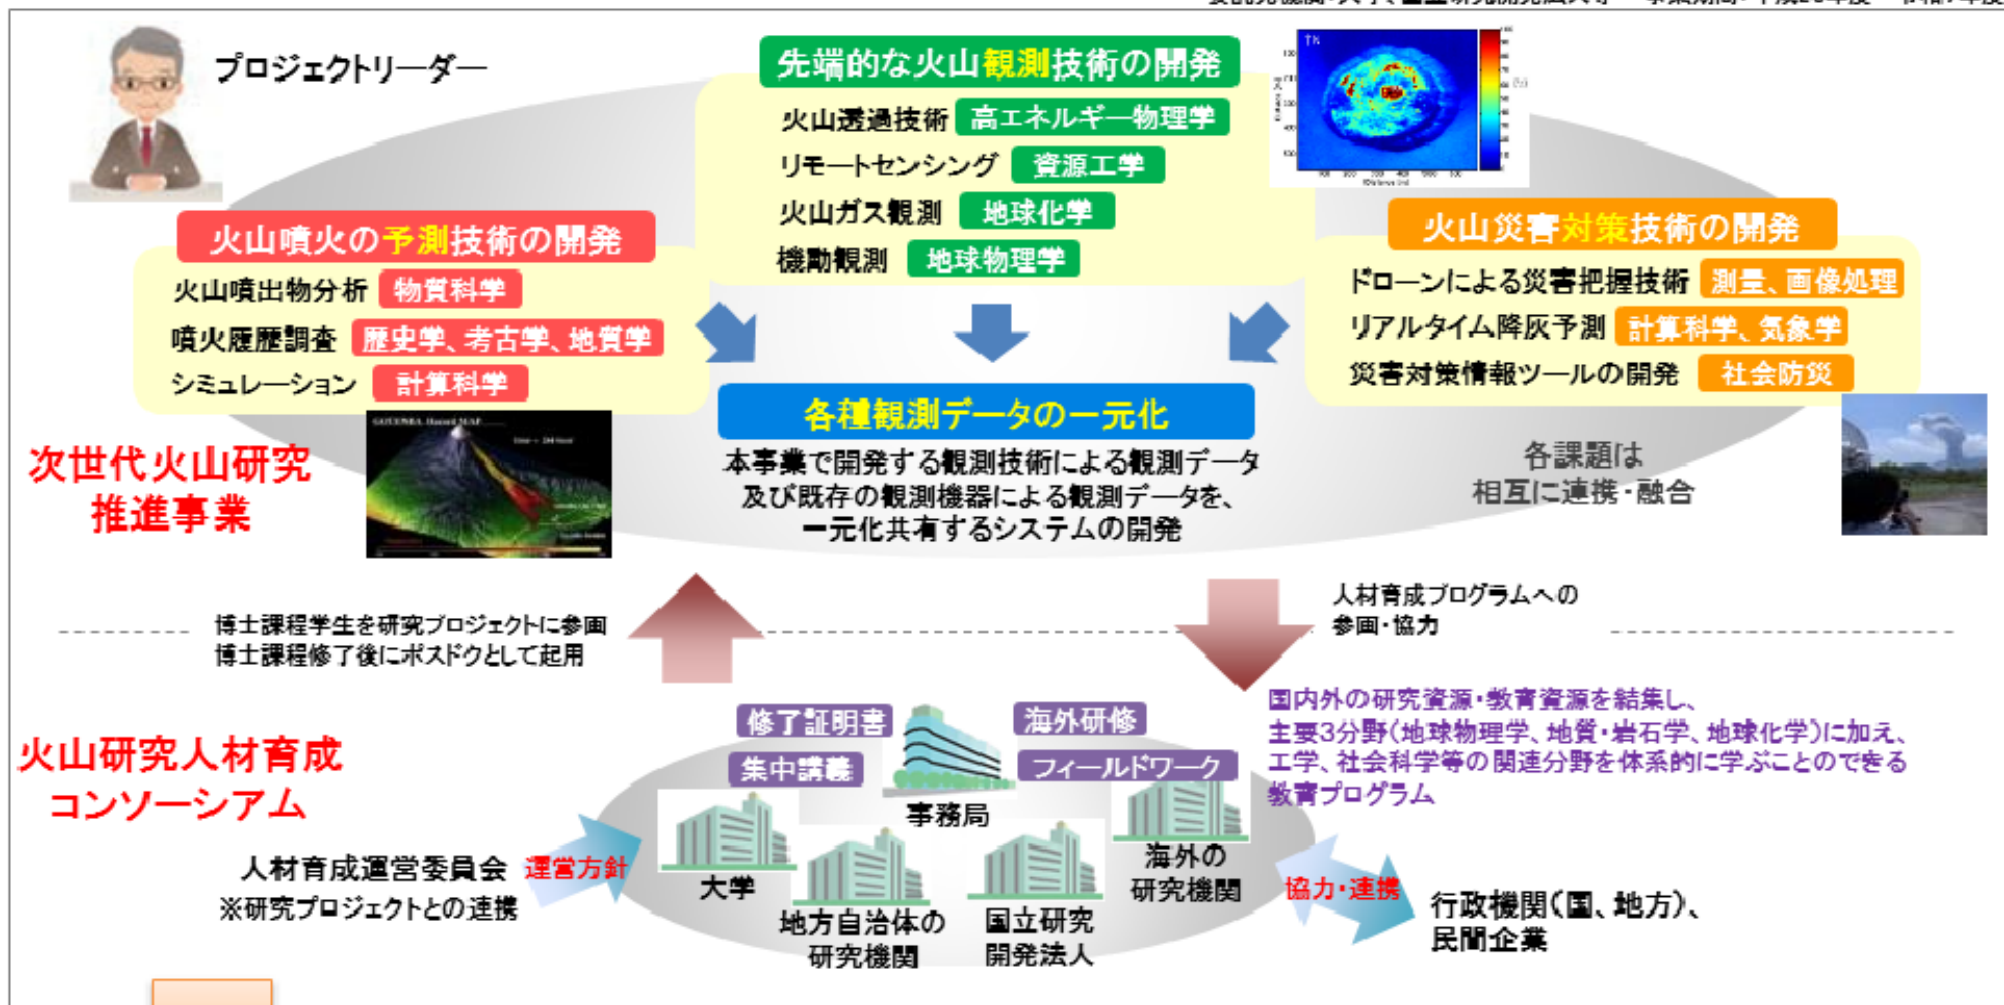 プロジェクトリーダー
先端的な火山観測技術の開発
火山透過技術 高エネルギー物理学
リモートセンシング 資源工学
火山ガス観測 地球化学
機動観測 地球物理学
火山噴火の予測技術の開発
火山噴出物分析 物質科学
噴火履歴調査 歴史学、考古学、地質学
シミュレーション 計算科学
火山災害対策技術の開発
ドローンによる災害把握技術 測量、画像処理
リアルタイム降灰予測 計算科学、気象学
災害対策情報ツールの開発 社会防災
各種観測データの一元化
本事業で開発する観測技術による観測データ
及び既存の観測機器による観測データを、
一元化共有するシステムの開発
次世代火山研究
推進事業
各課題は
相互に連携・融合
博士課程学生を研究プロジェクトに参画
博士課程修了後にポスドクとして起用
人材育成プログラムへの
参画・協力
火山研究人材育成
コンソーシアム
修了証明書
海外研修
集中講義
フィールドワーク
事務局
大学
地方自治体の
研究機関
国立研究
開発法人
海外の
研究機関
国内外の研究資源・教育資源を結集し、
主要3分野(地球物理学、地質・岩石学、地球化学)に加え、
工学、社会科学等の関連分野を体系的に学ぶことのできる
教育プログラム
人材育成運営委員会 運営方針
※研究プロジェクトとの連携
協力・連携
行政機関(国、地方)、
民間企業